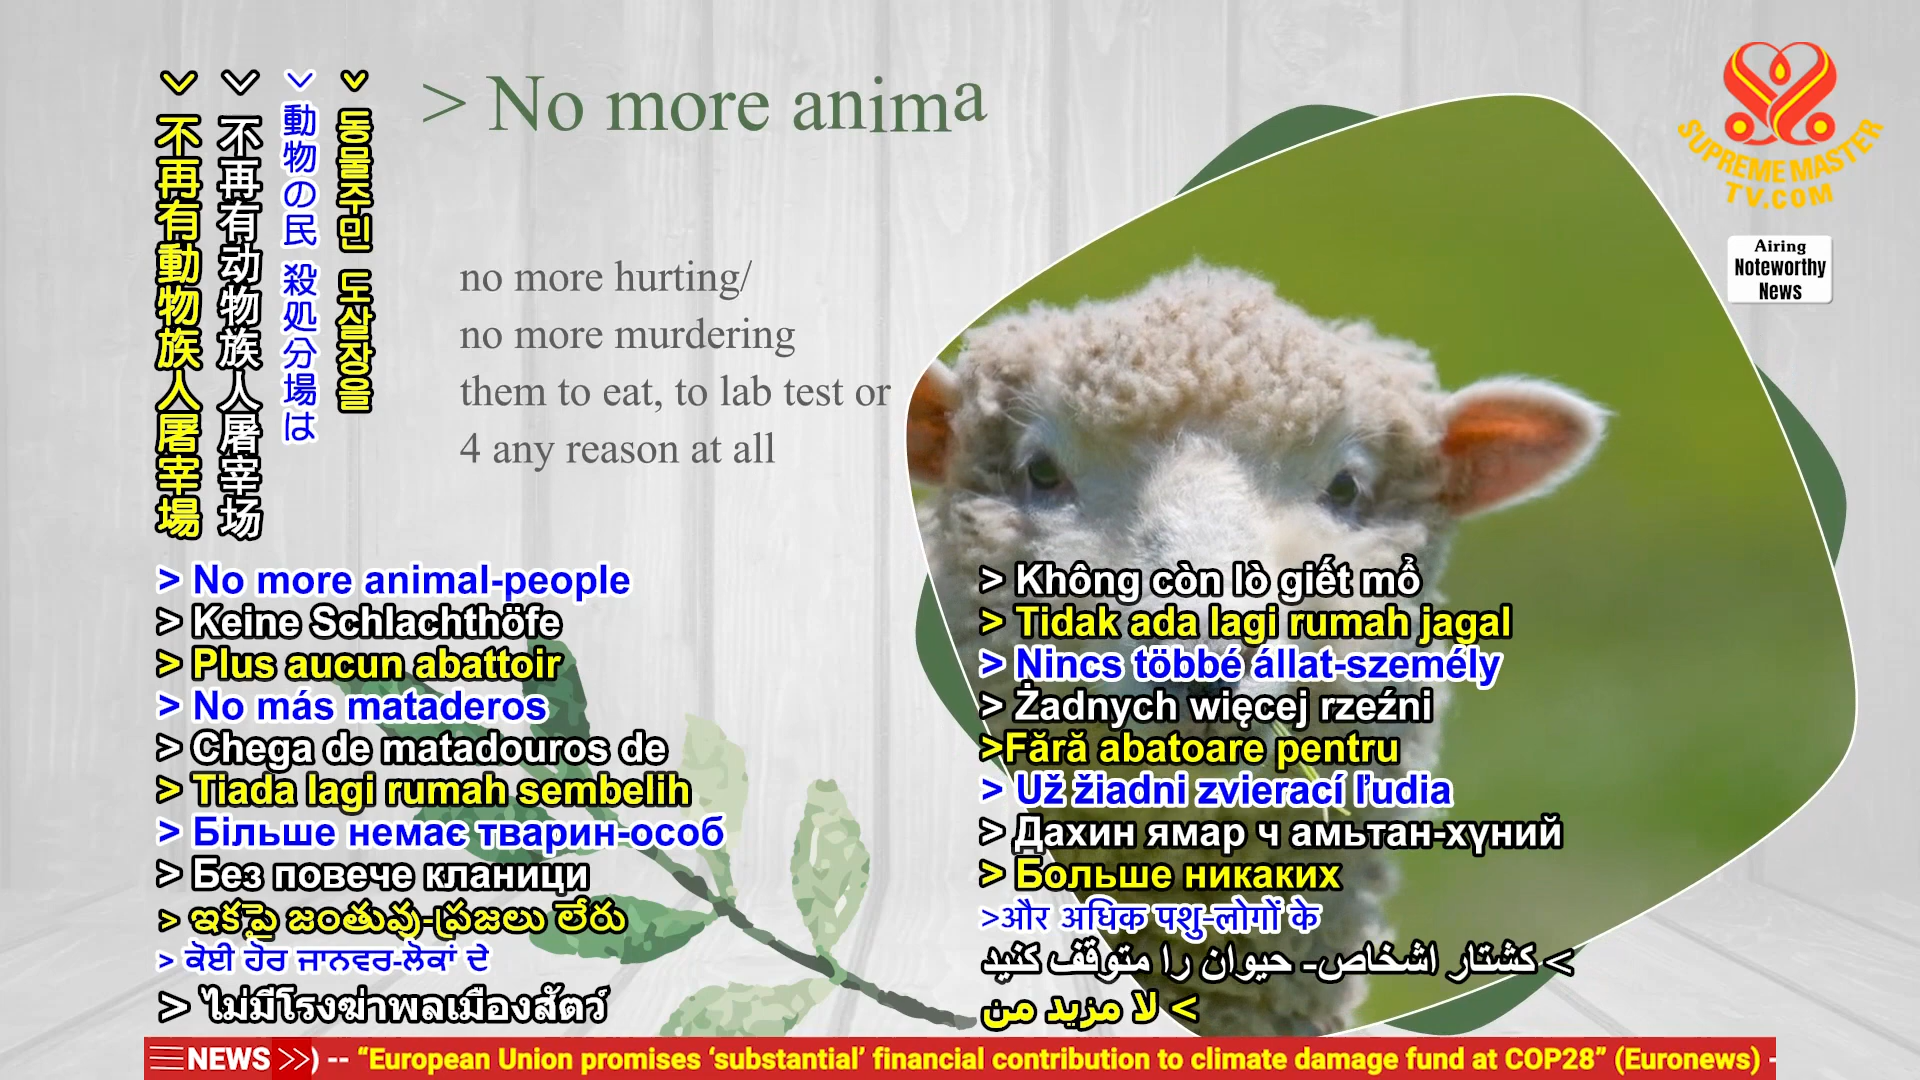 > No more anima
no more hurting/
no more murdering
them to eat, to lab test or
4 any reason at all
> 不再有動物族人屠宰場
> 不再有动物族人屠宰场
> 動物の民 殺処分場は
> 동물주민 도살장을
> No more animal-people
> Keine Schlachthöfe
> Plus aucun abattoir
> No más mataderos
> Chega de matadouros de
> Tiada lagi rumah sembelih
> Більше немає тварин-особ
> Без повече кланици
> ఇకపై జంతువు-ప్రజలు లేరు
> ਕੋਈ ਹੋਰ ਜਾਨਵਰ-ਲੋਕਾਂ ਦੇ
> ไม่มีโรงฆ่าพลเมืองสัตว์
> Không còn lò giết mổ
> Tidak ada lagi rumah jagal
> Nincs többé állat-személy
> Żadnych więcej rzeźni
>Fără abatoare pentru
> Už žiadni zvierací ľudia
> Дахин ямар ч амьтан-хүний
> Больше никаких
>और अधिक पशु-लोगों के
> کشتار اشخاص- حیوان را متوقف کنید
> لا مزيد من
SUPREME MASTER
TV.COM
Airing
Noteworthy
News
NEWS >> ) -- “European Union promises ‘substantial’ financial contribution to climate damage fund at COP28” (Euronews) -